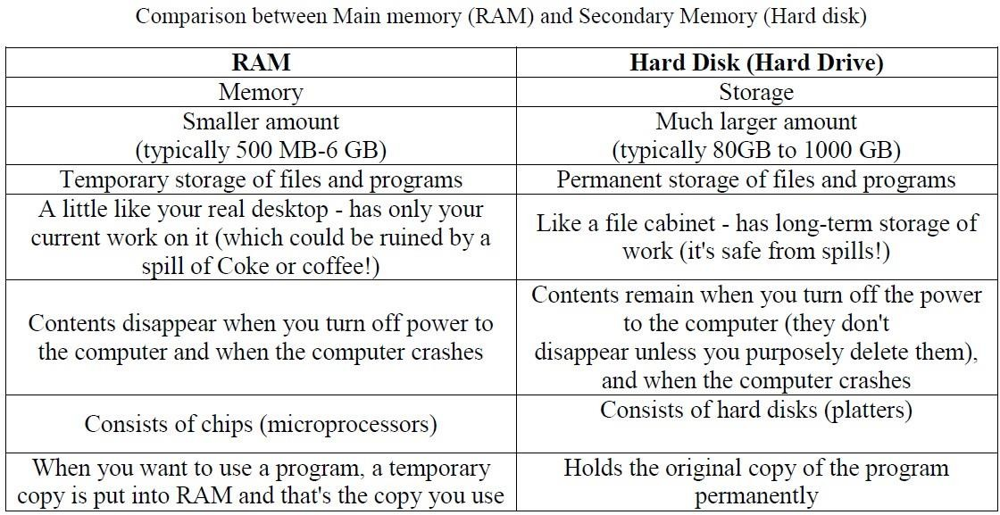 Comparison between Main memory (RAM) and Secondary Memory (Hard disk)
RAM
Hard Disk (Hard Drive)
Memory
Storage
Smaller amount
(typically 500 MB-6 GB)
Much larger amount
(typically 80GB to 1000 GB)
Temporary storage of files and programs
Permanent storage of files and programs
A little like your real desktop - has only your
current work on it (which could be ruined by a
spill of Coke or coffee!)
Like a file cabinet - has long-term storage of
work (it's safe from spills!)
Contents disappear when you turn off power to
the computer and when the computer crashes
Contents remain when you turn off the power
to the computer (they don't
disappear unless you purposely delete them),
and when the computer crashes
Consists of chips (microprocessors)
Consists of hard disks (platters)
When you want to use a program, a temporary
copy is put into RAM and that's the copy you use
Holds the original copy of the program
permanently